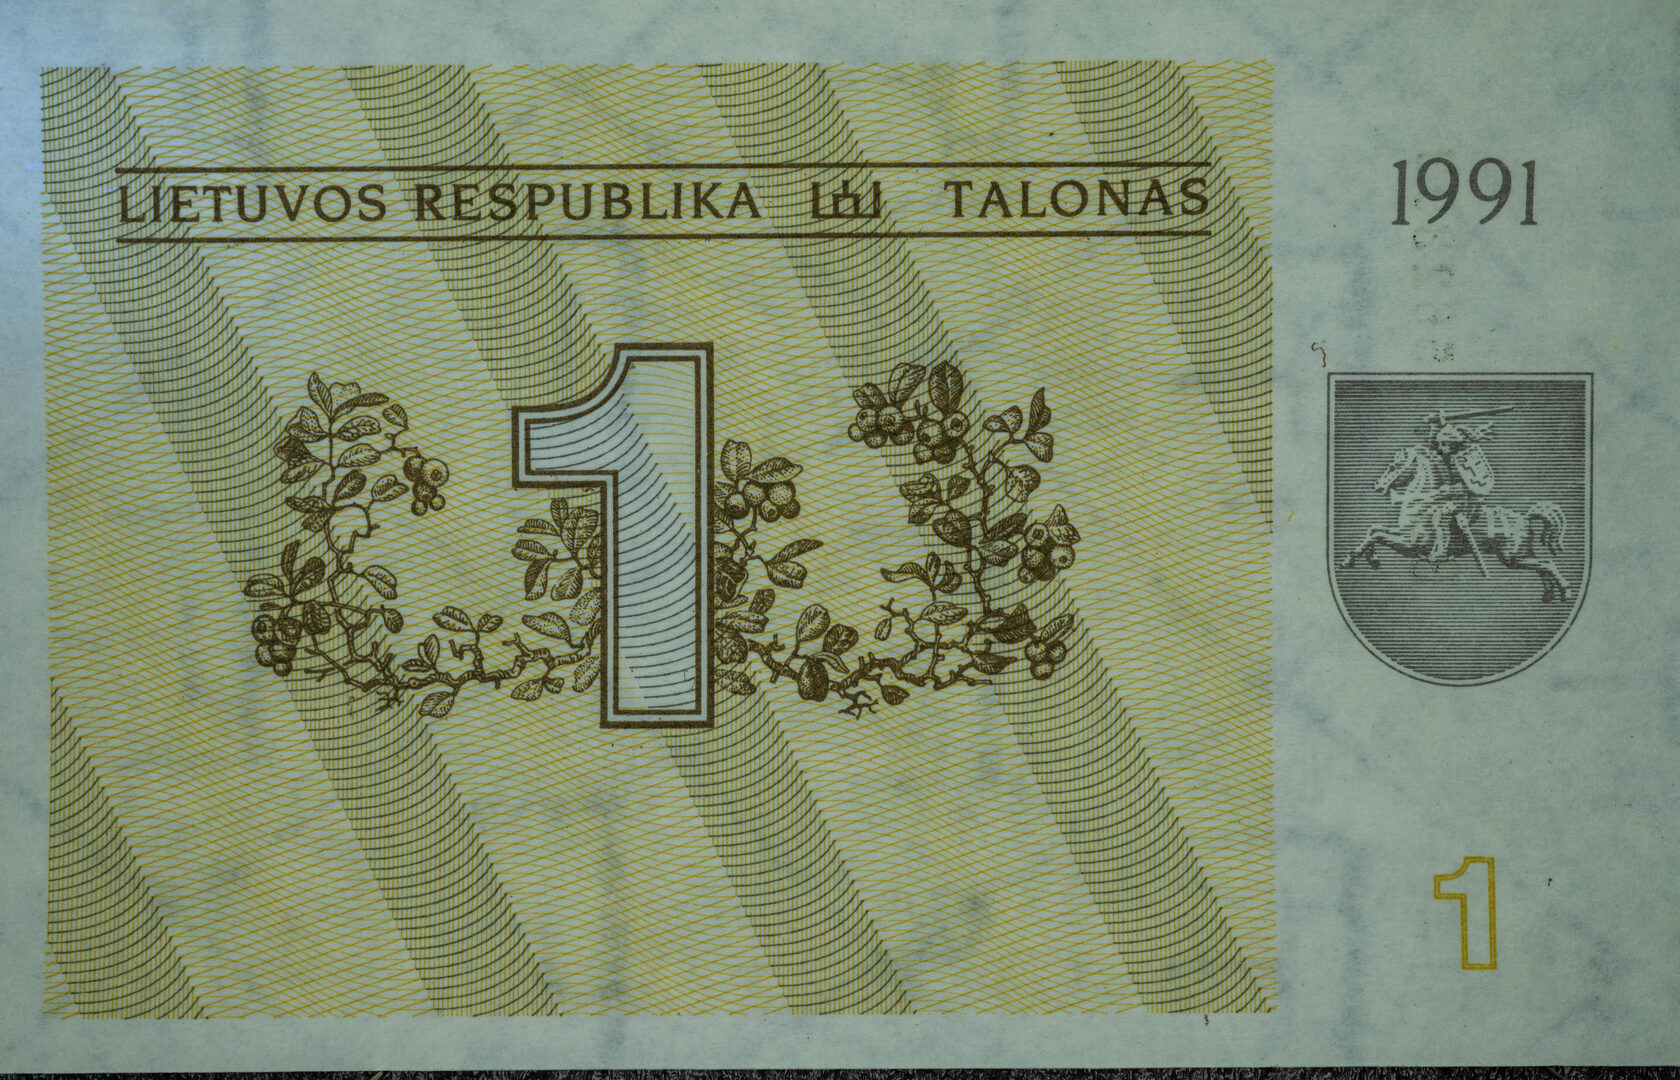 LIETUVOS RESPUBLIKA TALONAS
1991
1
1